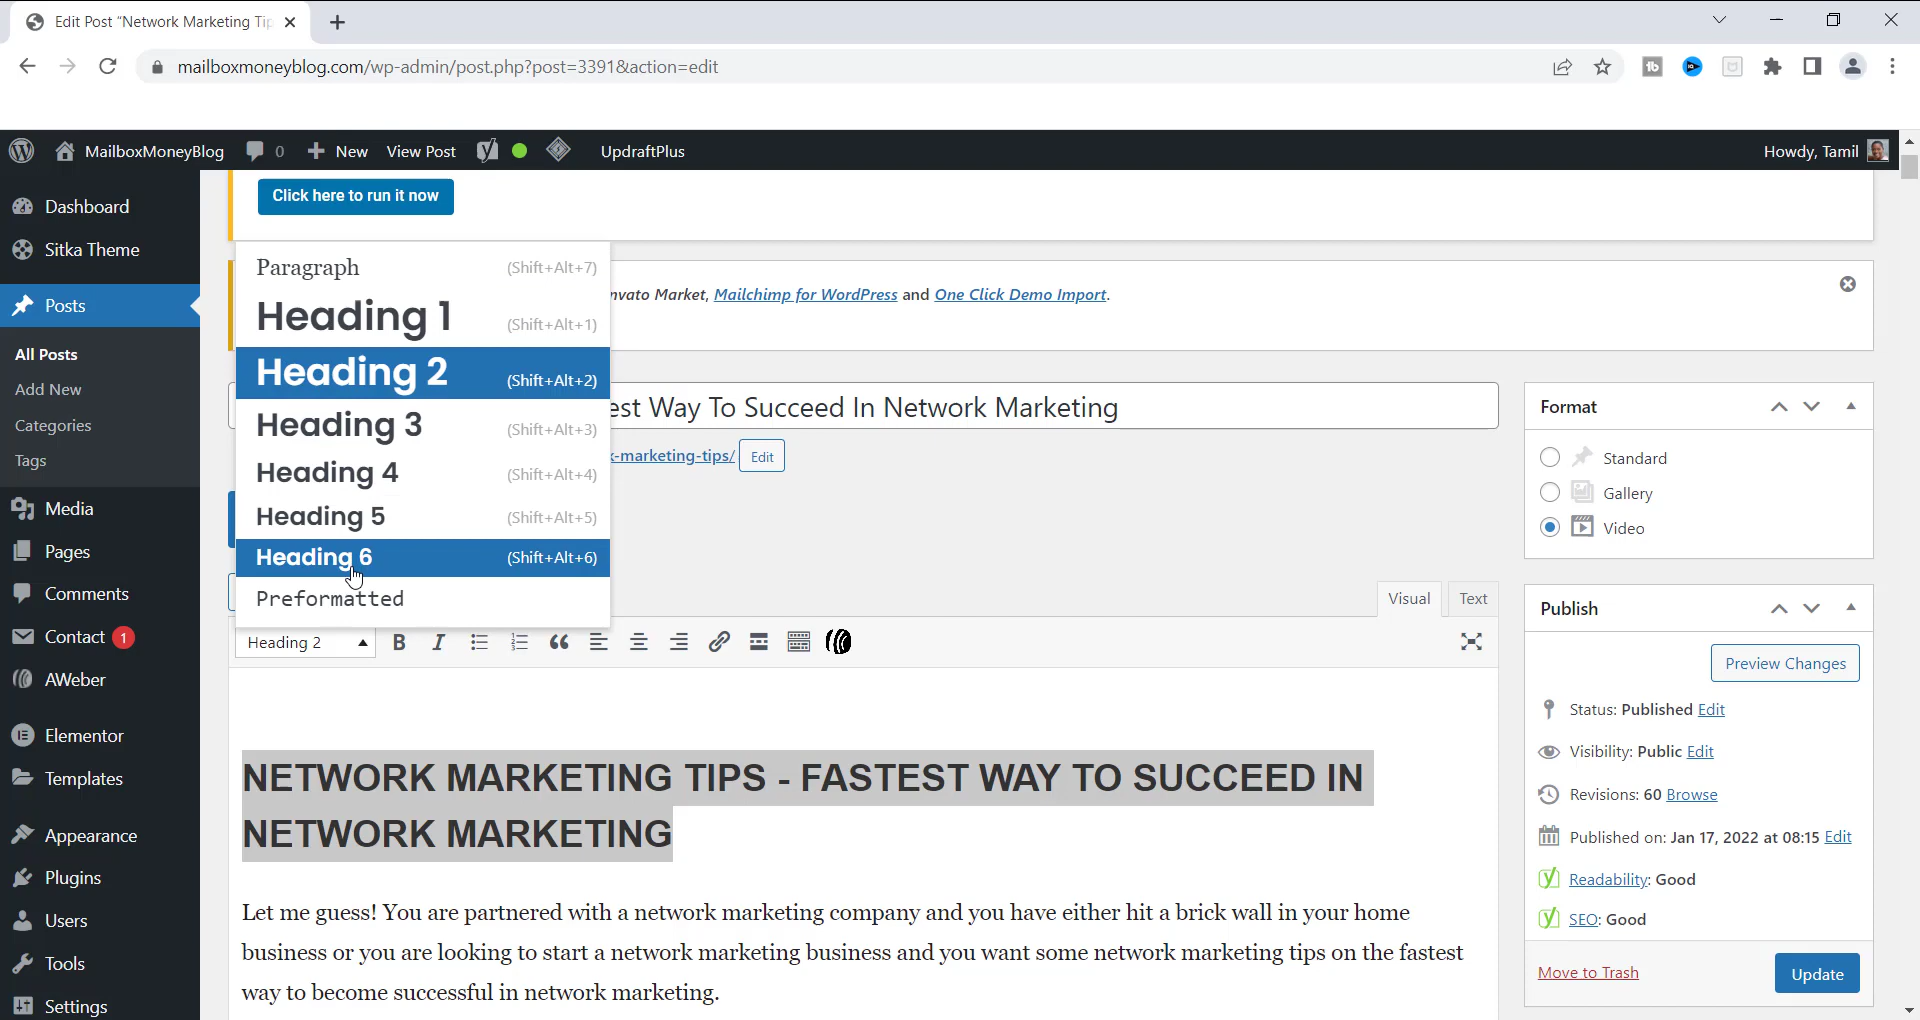 Edit Post “Network Marketing Tip
mailboxmoneyblog.com/wp-admin/post.php?post=3391&action=edit
MailboxMoneyBlog 0 New View Post UpdraftPlus Howdy, Tamil
Dashboard
Sitka Theme
Posts
All Posts
Add New
Categories
Tags
Media
Pages
Comments
Contact 1
AWeber
Elementor
Templates
Appearance
Plugins
Users
Tools
Settings
Click here to run it now
Paragraph (Shift+Alt+7)
Heading 1 (Shift+Alt+1)
Heading 2 (Shift+Alt+2)
Heading 3 (Shift+Alt+3)
Heading 4 (Shift+Alt+4)
Heading 5 (Shift+Alt+5)
Heading 6 (Shift+Alt+6)
Preformatted
Market, Mailchimp for WordPress and One Click Demo Import.
Way To Succeed In Network Marketing
-marketing-tips/ Edit
Visual Text
Heading 2 B I
NETWORK MARKETING TIPS - FASTEST WAY TO SUCCEED IN
NETWORK MARKETING
Let me guess! You are partnered with a network marketing company and you have either hit a brick wall in your home
business or you are looking to start a network marketing business and you want some network marketing tips on the fastest
way to become successful in network marketing.
Format
Standard
Gallery
Video
Publish
Preview Changes
Status: Published Edit
Visibility: Public Edit
Revisions: 60 Browse
Published on: Jan 17, 2022 at 08:15 Edit
Readability: Good
SEO: Good
Move to Trash Update